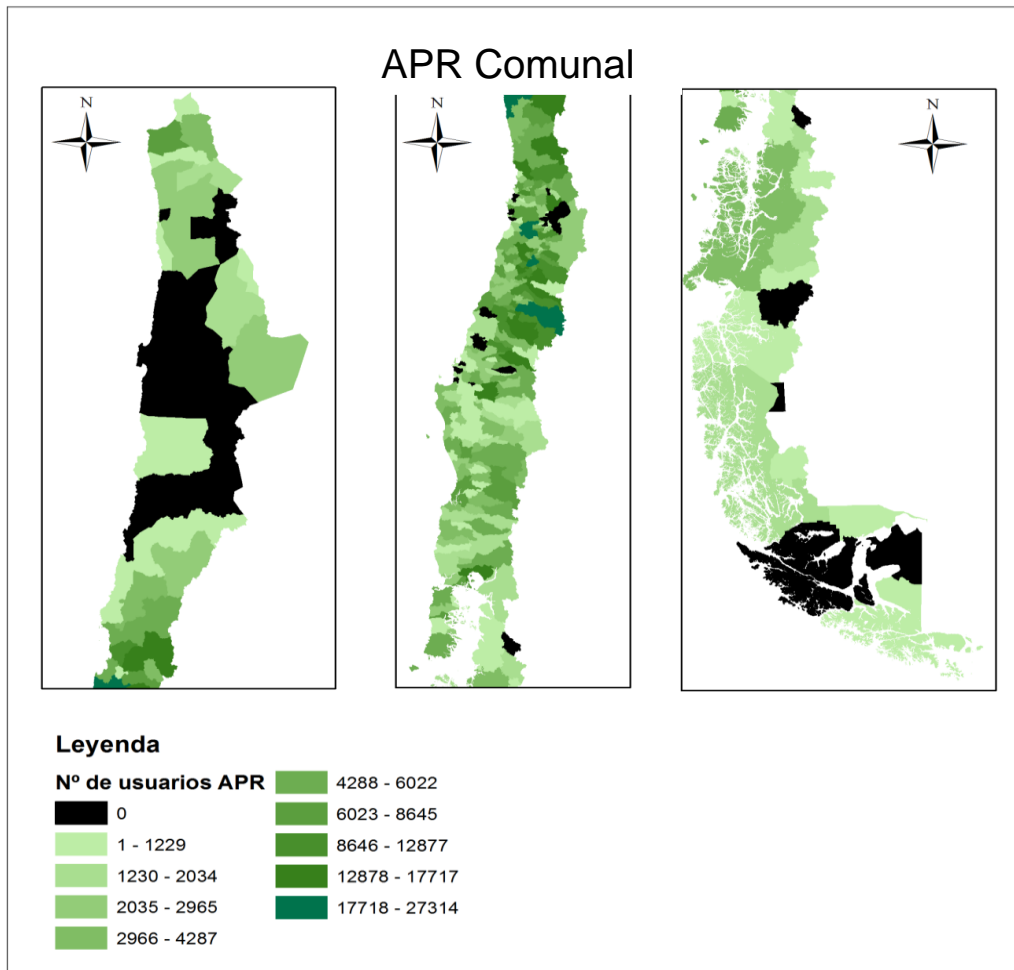 APR Comunal
N
N
N
Leyenda
Nº de usuarios APR
0
1 - 1229
1230 - 2034
2035 - 2965
2966 - 4287
4288 - 6022
6023 - 8645
8646 - 12877
12878 - 17717
17718 - 27314